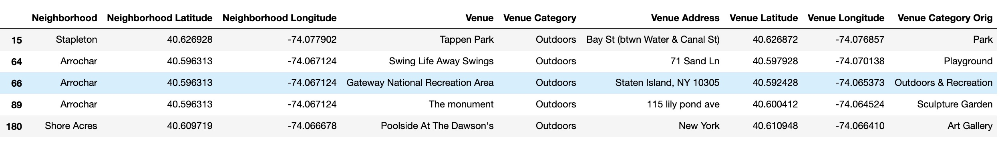 Neighborhood Neighborhood Latitude Neighborhood Longitude Venue Venue Category Venue Address Venue Latitude Venue Longitude Venue Category Orig
15 Stapleton 40.626928 -74.077902 Tappen Park Outdoors Bay St (btwn Water & Canal St) 40.626872 -74.076857 Park
64 Arrochar 40.596313 -74.067124 Swing Life Away Swings Outdoors 71 Sand Ln 40.597928 -74.070138 Playground
66 Arrochar 40.596313 -74.067124 Gateway National Recreation Area Outdoors Staten Island, NY 10305 40.592428 -74.065373 Outdoors & Recreation
89 Arrochar 40.596313 -74.067124 The monument Outdoors 115 lily pond ave 40.600412 -74.064524 Sculpture Garden
180 Shore Acres 40.609719 -74.066678 Poolside At The Dawson's Outdoors New York 40.610948 -74.066410 Art Gallery